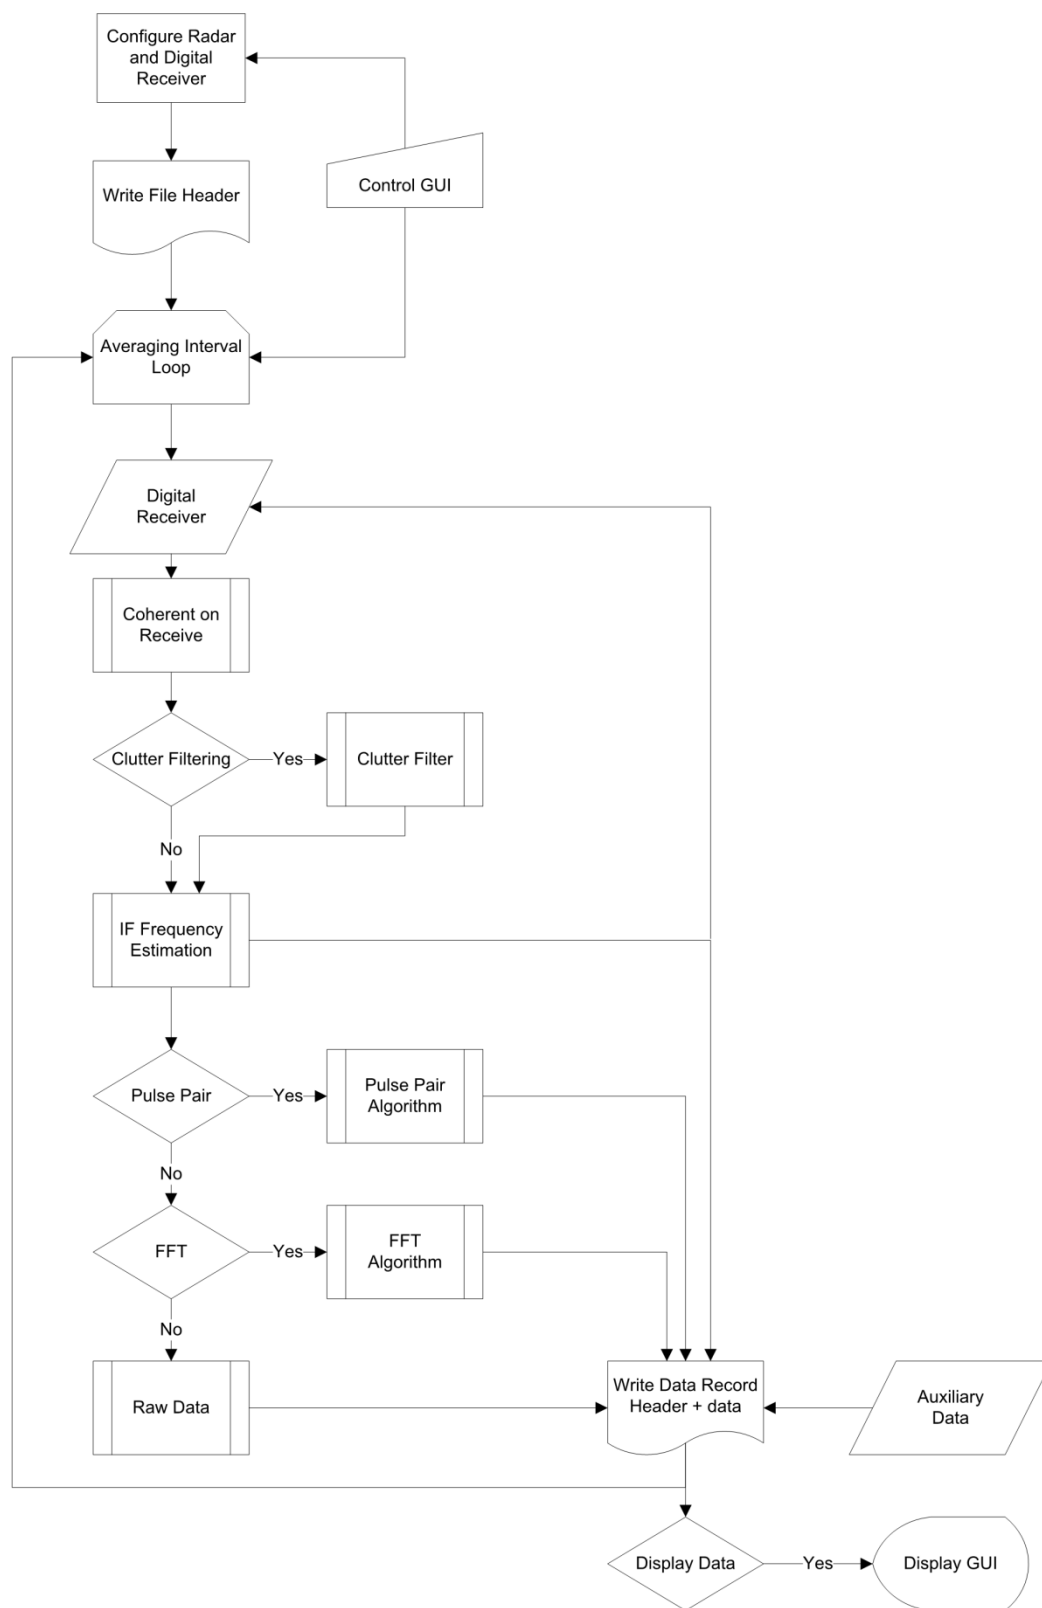 Configure Radar
and Digital
Receiver
Write File Header
Control GUI
Averaging Interval
Loop
Digital
Receiver
Coherent on
Receive
Clutter Filtering
Yes
Clutter Filter
No
IF Frequency
Estimation
Pulse Pair
Yes
Pulse Pair
Algorithm
No
FFT
Yes
FFT
Algorithm
No
Raw Data
Write Data Record
Header + data
Auxiliary
Data
Display Data
Yes
Display GUI